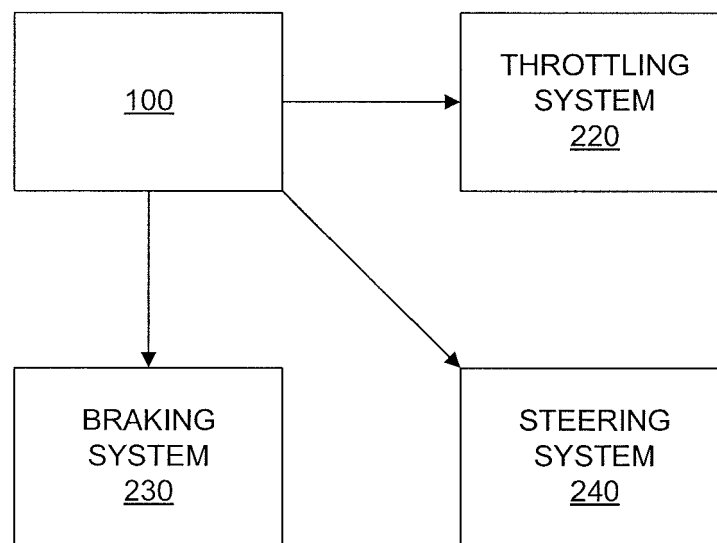 100
THROTTLING
SYSTEM
220
BRAKING
SYSTEM
230
STEERING
SYSTEM
240